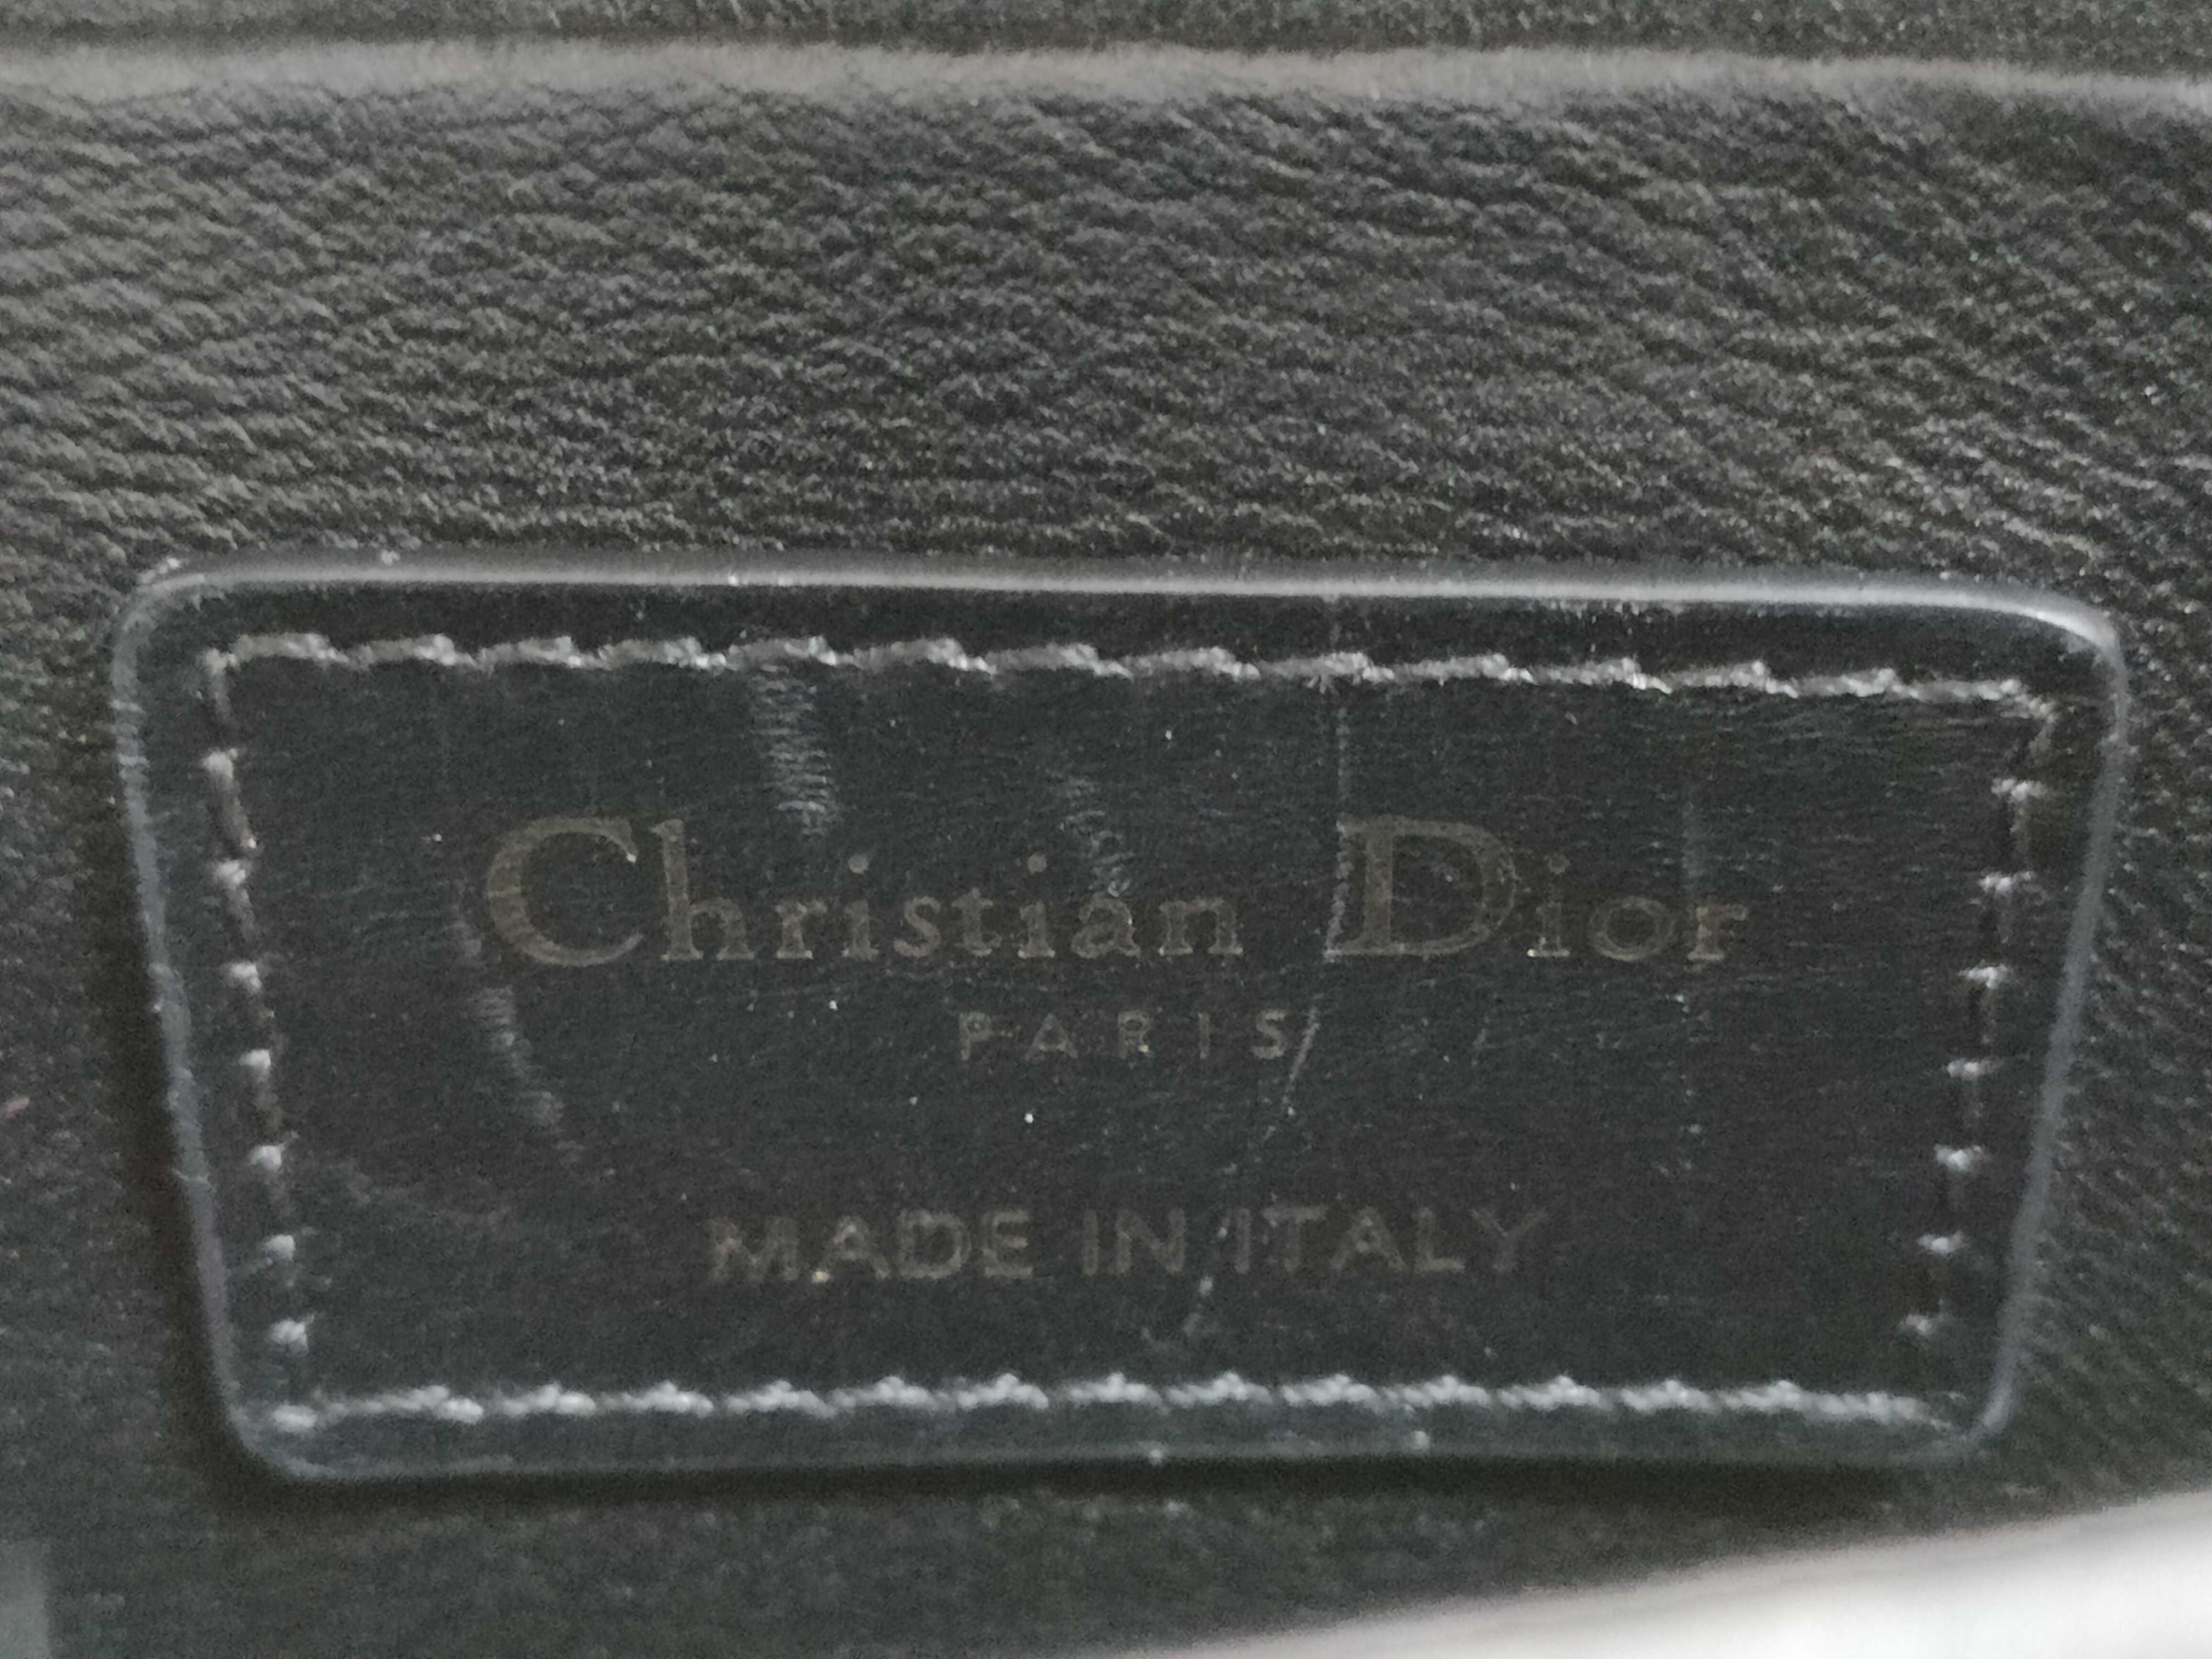 Christian Dior
PARIS
MADE IN ITALY